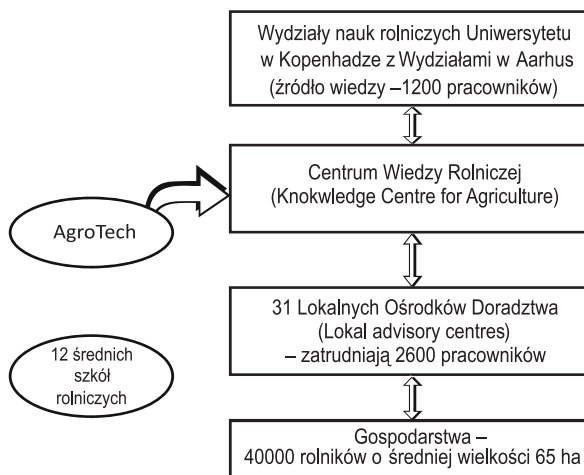 Wydziały nauk rolniczych Uniwersytetu
w Kopenhadze z Wydziałami w Aarhus
(źródło wiedzy –1200 pracowników)
Centrum Wiedzy Rolniczej
(Knokwledge Centre for Agriculture)
AgroTech
31 Lokalnych Ośrodków Doradztwa
(Lokal advisory centres)
– zatrudniają 2600 pracowników
12 średnich
szkół
rolniczych
Gospodarstwa –
40000 rolników o średniej wielkości 65 ha